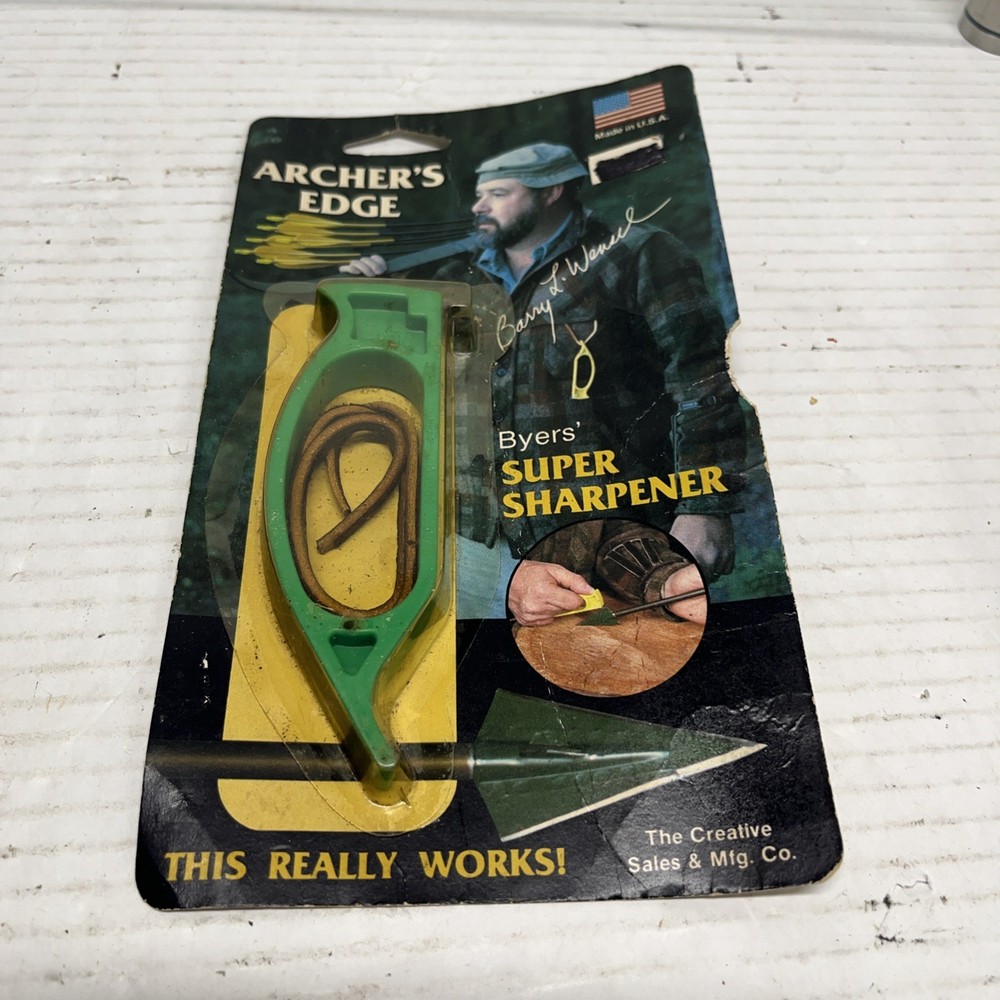 Made in U.S.A.
ARCHER'S
EDGE
Barry L. Wensel
Byers'
SUPER
SHARPENER
The Creative
Sales & Mfg. Co.
THIS REALLY WORKS!